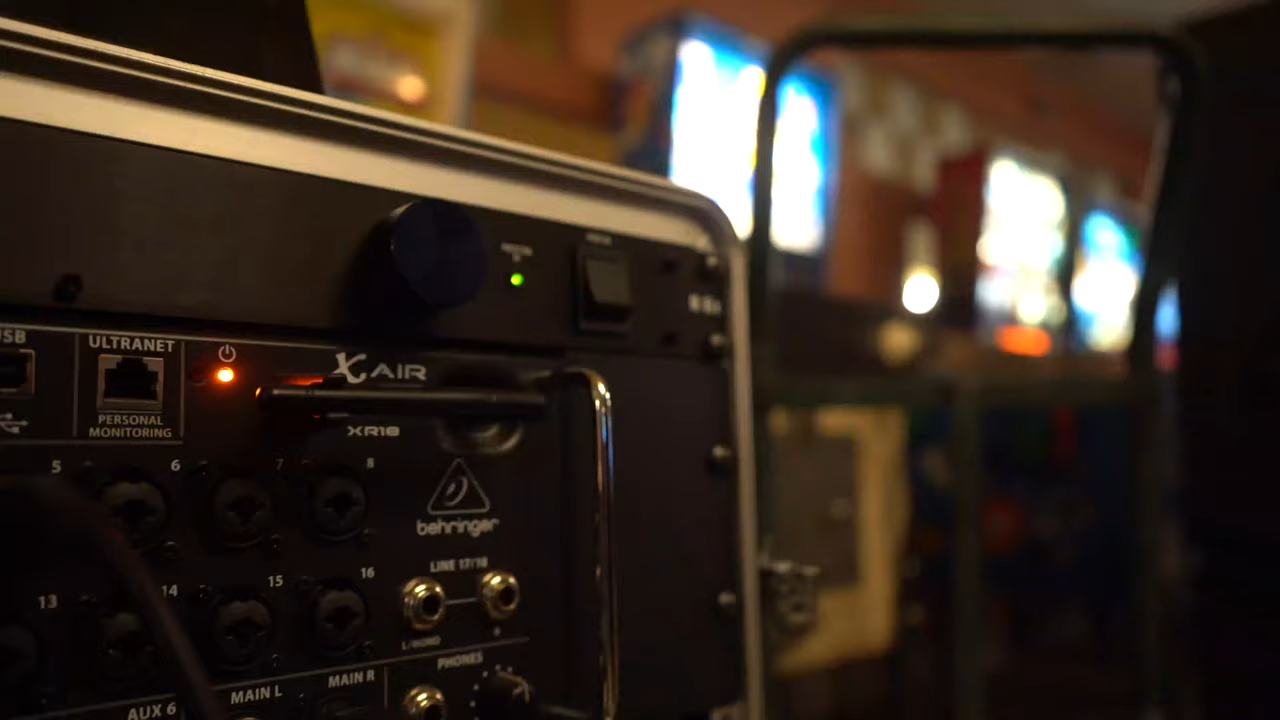 USB
ULTRANET
X AIR
PERSONAL
MONITORING
XR18
5
6
7
8
behringer
LINE 17/18
13
14
15
16
L/MONO
R
PHONES
MAIN L
MAIN R
AUX 6